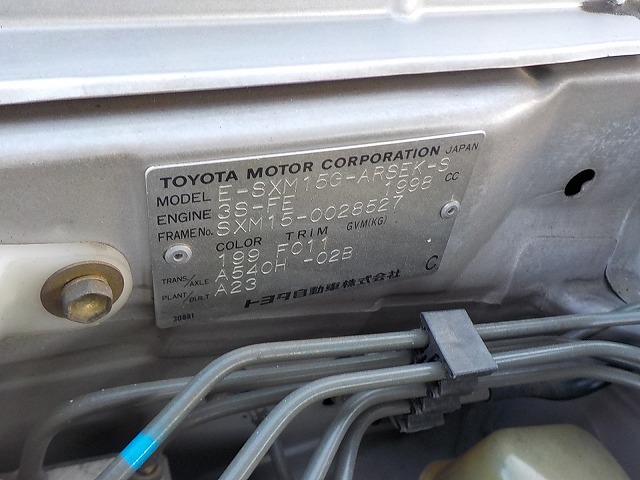 TOYOTA MOTOR CORPORATION JAPAN
MODEL E-SXM15G-ARSEK-S
ENGINE 3S-FE 1998 CC
FRAME No. SXM15-0028527
COLOR TRIM GVM(KG)
199 F011
TRANS/AXLE A540H -02B
PLANT/BUILT A23
トヨタ自動車株式会社 C
30881